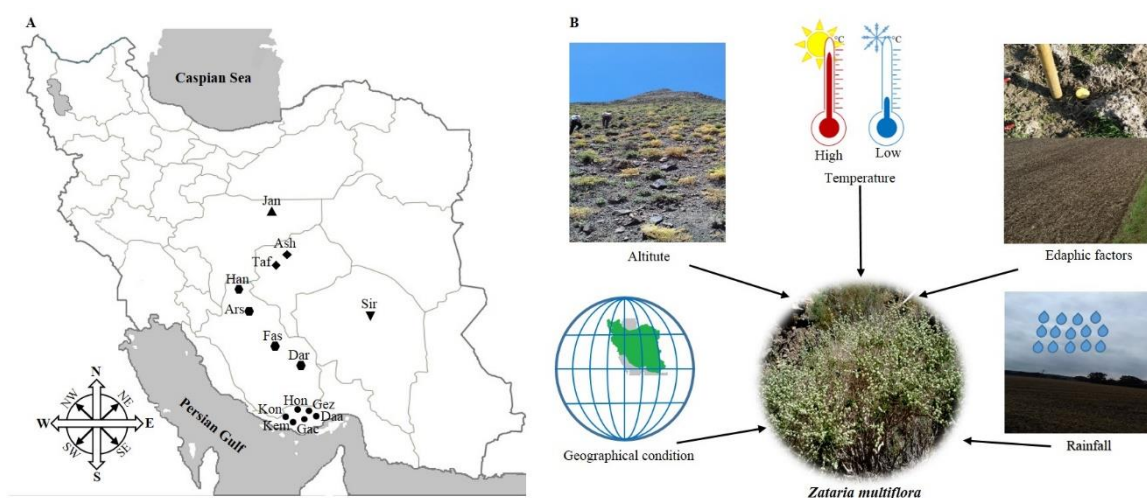 A
Caspian Sea
Jan
Ash
Taf
Han
Ars
Sir
Fas
Dar
Hon
Gez
Kon
Daa
Kem
Gac
Persian Gulf
N
NW
NE
W
E
SW
SE
S
B
°C
°C
High
Low
Temperature
Altitute
Edaphic factors
Geographical condition
Rainfall
Zataria multiflora